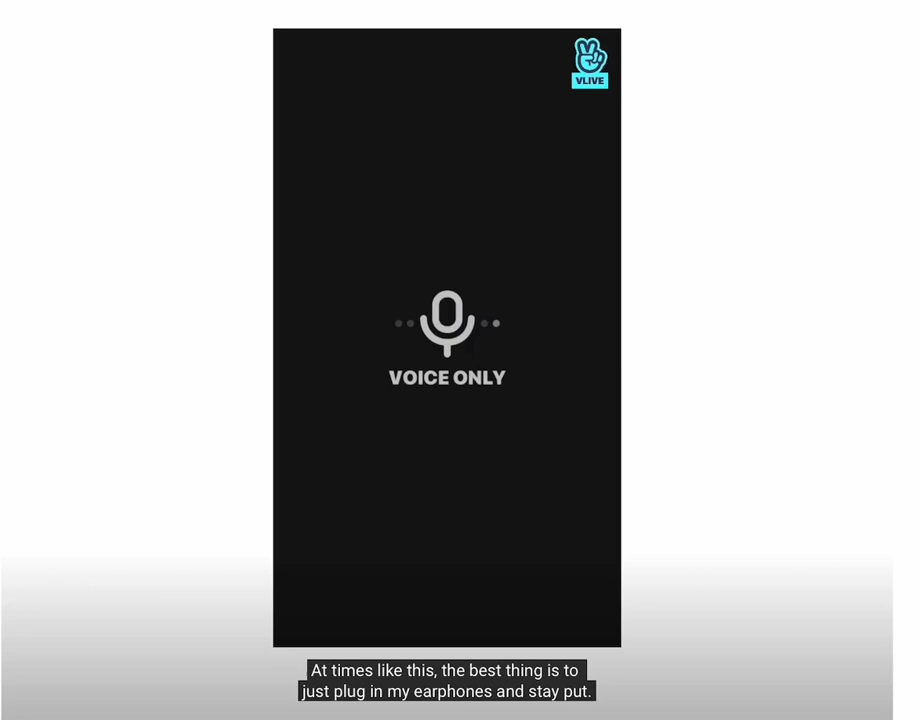 VLIVE
VOICE ONLY
At times like this, the best thing is to
just plug in my earphones and stay put.